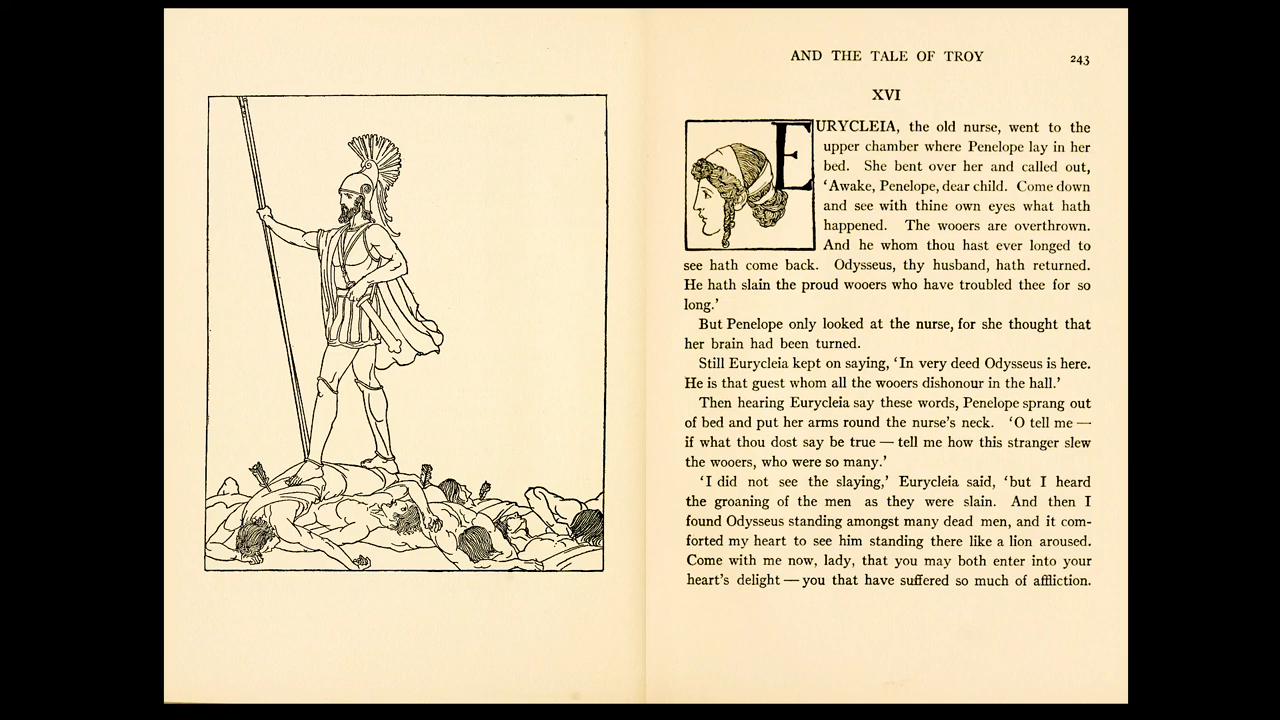 AND THE TALE OF TROY 243
XVI
EURYCLEIA, the old nurse, went to the
upper chamber where Penelope lay in her
bed. She bent over her and called out,
‘Awake, Penelope, dear child. Come down
and see with thine own eyes what hath
happened. The wooers are overthrown.
And he whom thou hast ever longed to
see hath come back. Odysseus, thy husband, hath returned.
He hath slain the proud wooers who have troubled thee for so
long.’
But Penelope only looked at the nurse, for she thought that
her brain had been turned.
Still Eurycleia kept on saying, ‘In very deed Odysseus is here.
He is that guest whom all the wooers dishonour in the hall.’
Then hearing Eurycleia say these words, Penelope sprang out
of bed and put her arms round the nurse’s neck. ‘O tell me —
if what thou dost say be true — tell me how this stranger slew
the wooers, who were so many.’
‘I did not see the slaying,’ Eurycleia said, ‘but I heard
the groaning of the men as they were slain. And then I
found Odysseus standing amongst many dead men, and it com-
forted my heart to see him standing there like a lion aroused.
Come with me now, lady, that you may both enter into your
heart’s delight — you that have suffered so much of affliction.